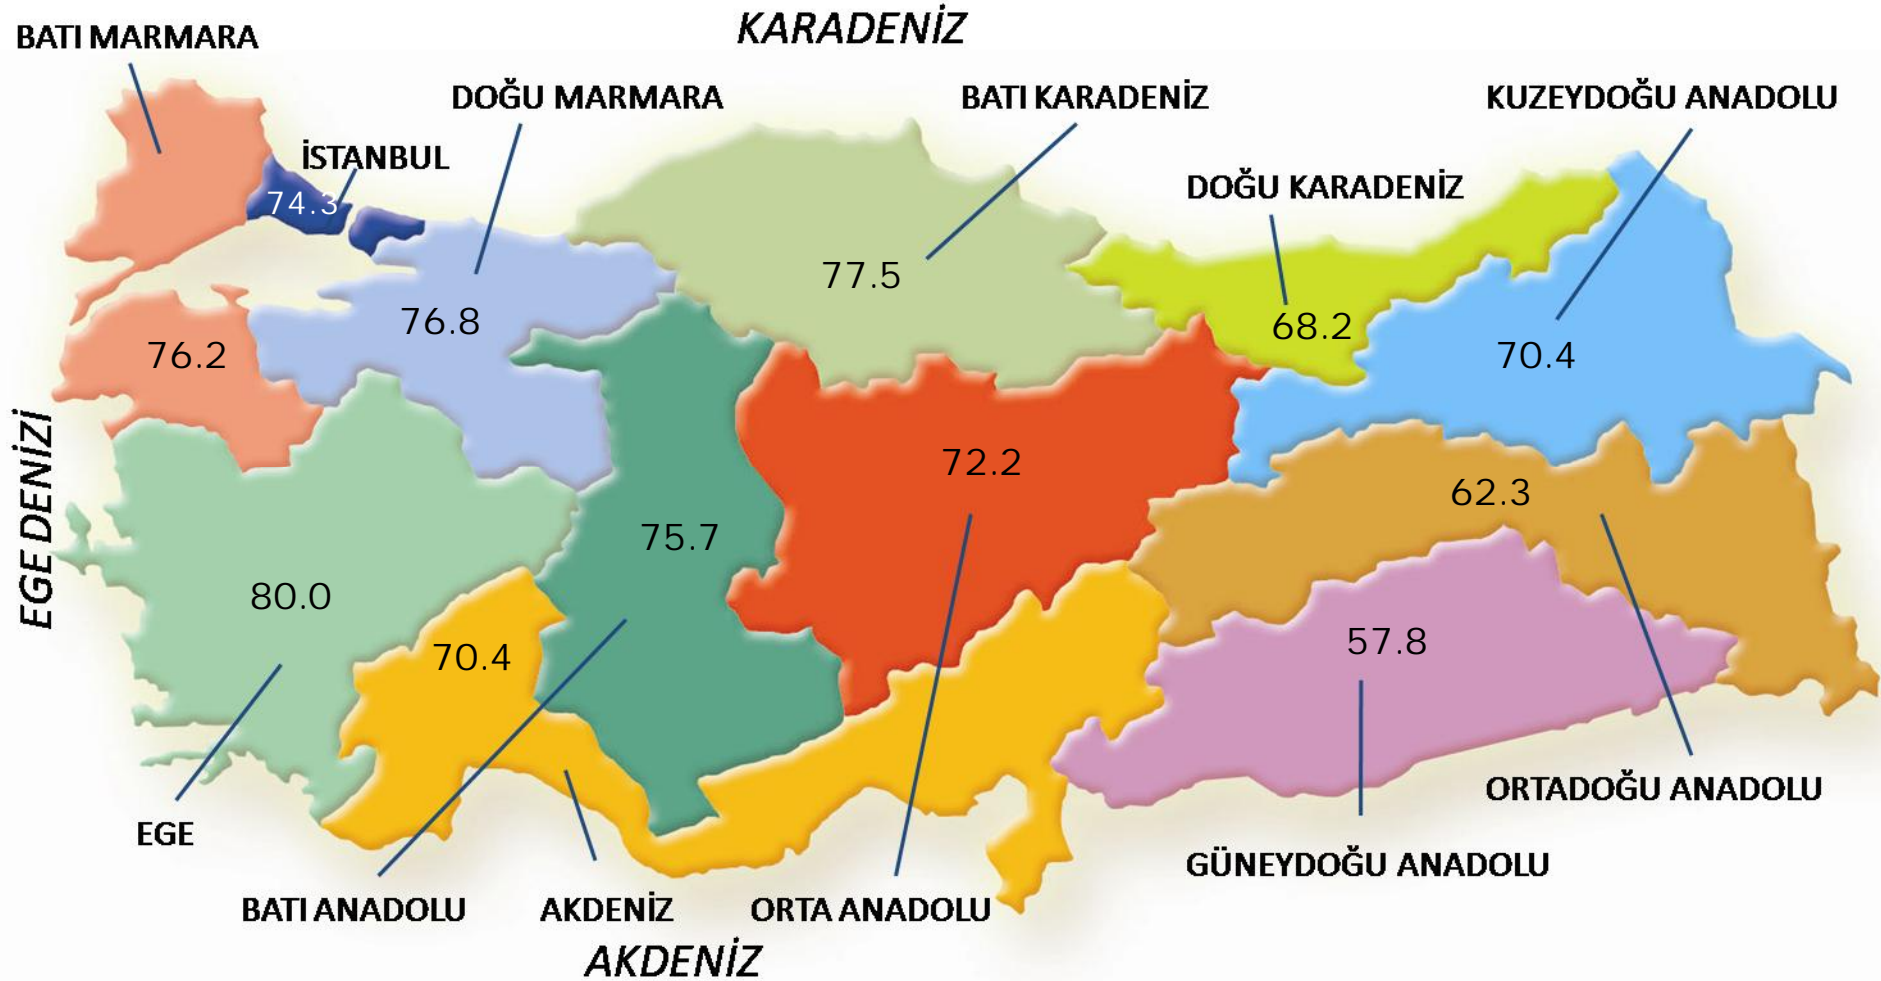 KARADENİZ
BATI MARMARA
DOĞU MARMARA
BATI KARADENİZ
KUZEYDOĞU ANADOLU
İSTANBUL
DOĞU KARADENİZ
74.3
77.5
76.8
68.2
76.2
70.4
72.2
62.3
EGE DENİZİ
75.7
80.0
57.8
70.4
ORTADOĞU ANADOLU
EGE
GÜNEYDOĞU ANADOLU
BATI ANADOLU
AKDENİZ
ORTA ANADOLU
AKDENİZ